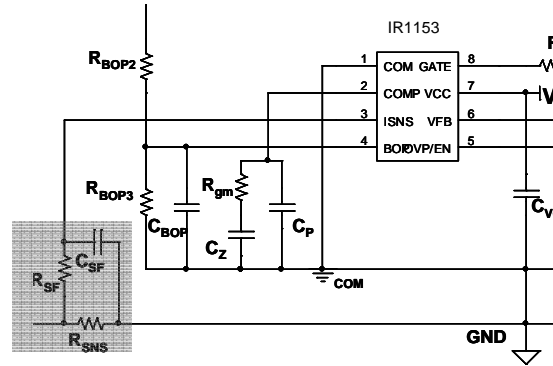 IR1153
R
RBOP2
1
COM GATE
8
2
COMP VCC
7
V
3
ISNS VFB
6
4
BOP OVP/EN
5
RBOP3
Rgm
CBOP
CP
CV
CZ
CSF
RSF
COM
RSNS
GND